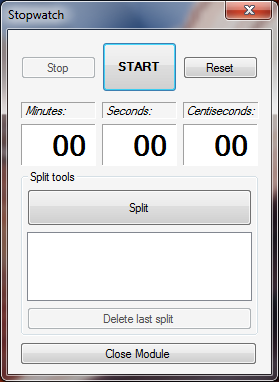 Stopwatch
Stop START Reset
Minutes: Seconds: Centiseconds:
00 00 00
Split tools
Split
Delete last split
Close Module